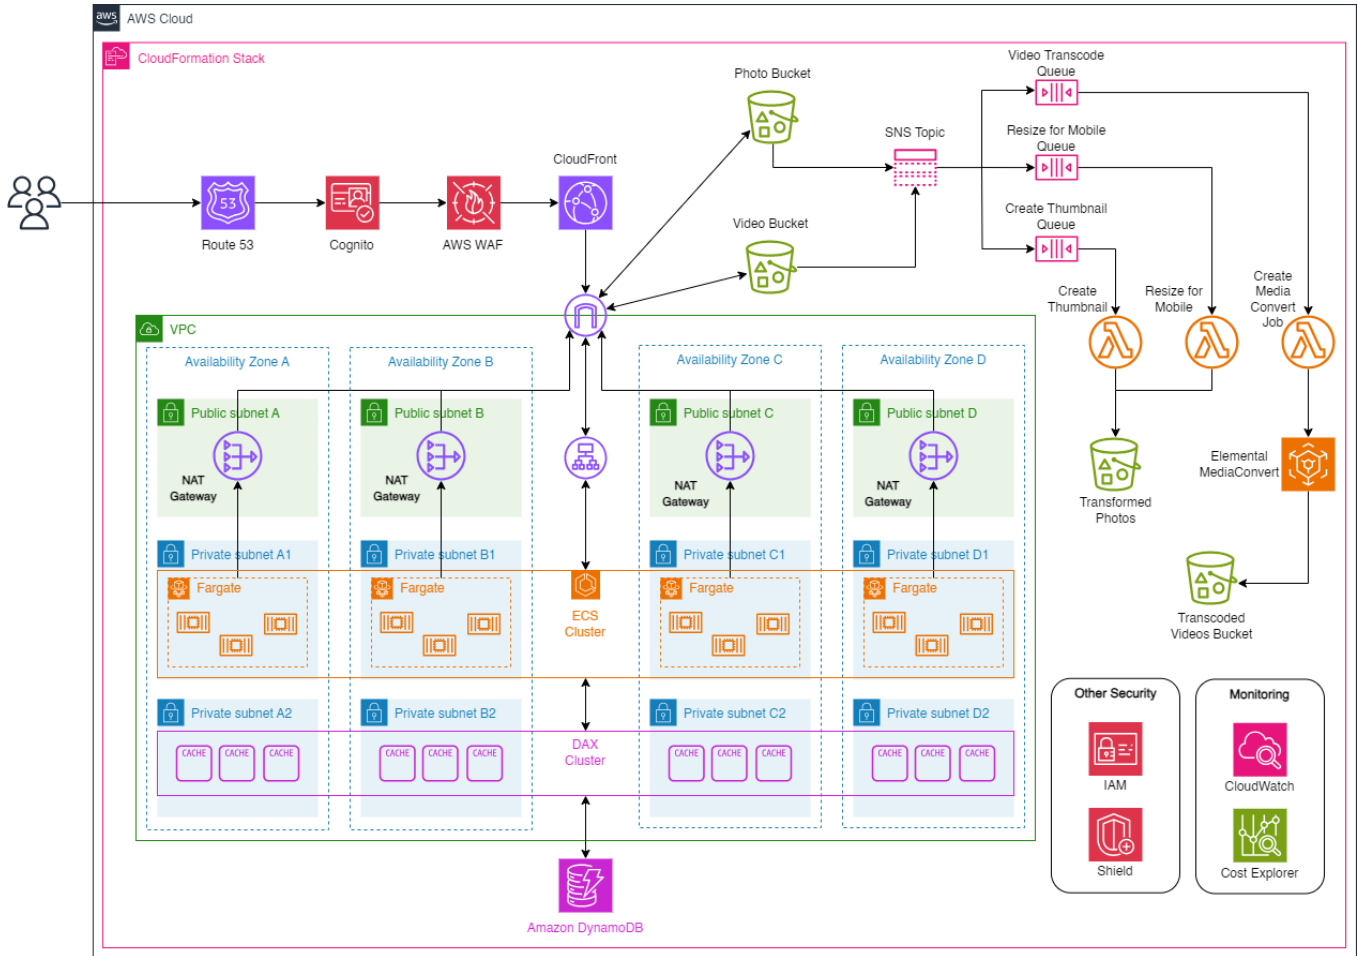 aws
AWS Cloud
CloudFormation Stack
Video Transcode
Queue
Photo Bucket
SNS Topic
Resize for Mobile
Queue
CloudFront
53
Route 53
Cognito
AWS WAF
Video Bucket
Create Thumbnail
Queue
Create
Thumbnail
Resize for
Mobile
Create
Media
Convert
Job
VPC
Availability Zone A
Availability Zone B
Availability Zone C
Availability Zone D
Public subnet A
Public subnet B
Public subnet C
Public subnet D
NAT
Gateway
NAT
Gateway
NAT
Gateway
NAT
Gateway
Elemental
MediaConvert
Transformed
Photos
Private subnet A1
Private subnet B1
Private subnet C1
Private subnet D1
Fargate
Fargate
Fargate
Fargate
ECS
Cluster
Transcoded
Videos Bucket
Private subnet A2
Private subnet B2
Private subnet C2
Private subnet D2
CACHE
CACHE
CACHE
CACHE
CACHE
CACHE
DAX
Cluster
CACHE
CACHE
CACHE
CACHE
CACHE
CACHE
Other Security
IAM
Shield
Monitoring
CloudWatch
Cost Explorer
Amazon DynamoDB